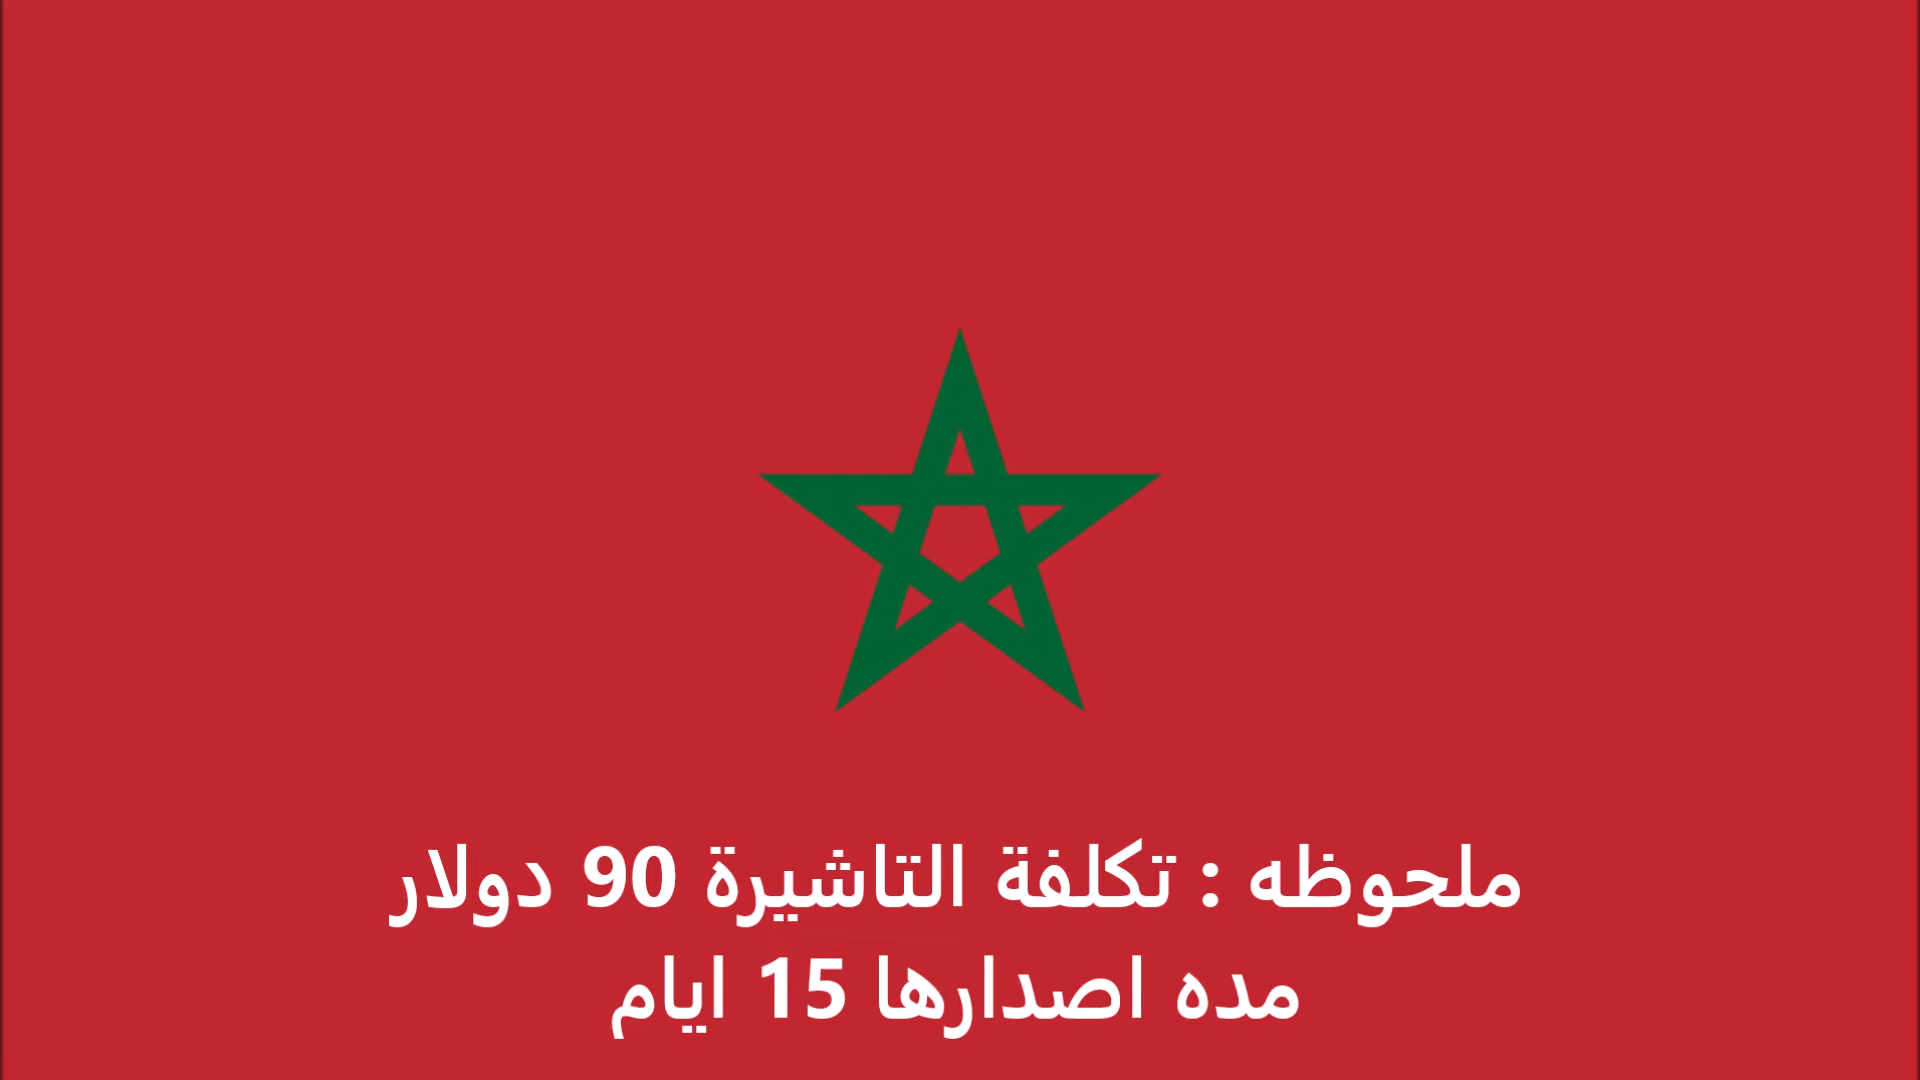 ملحوظه : تكلفة التاشيرة 90 دولار
مده اصدارها 15 ايام